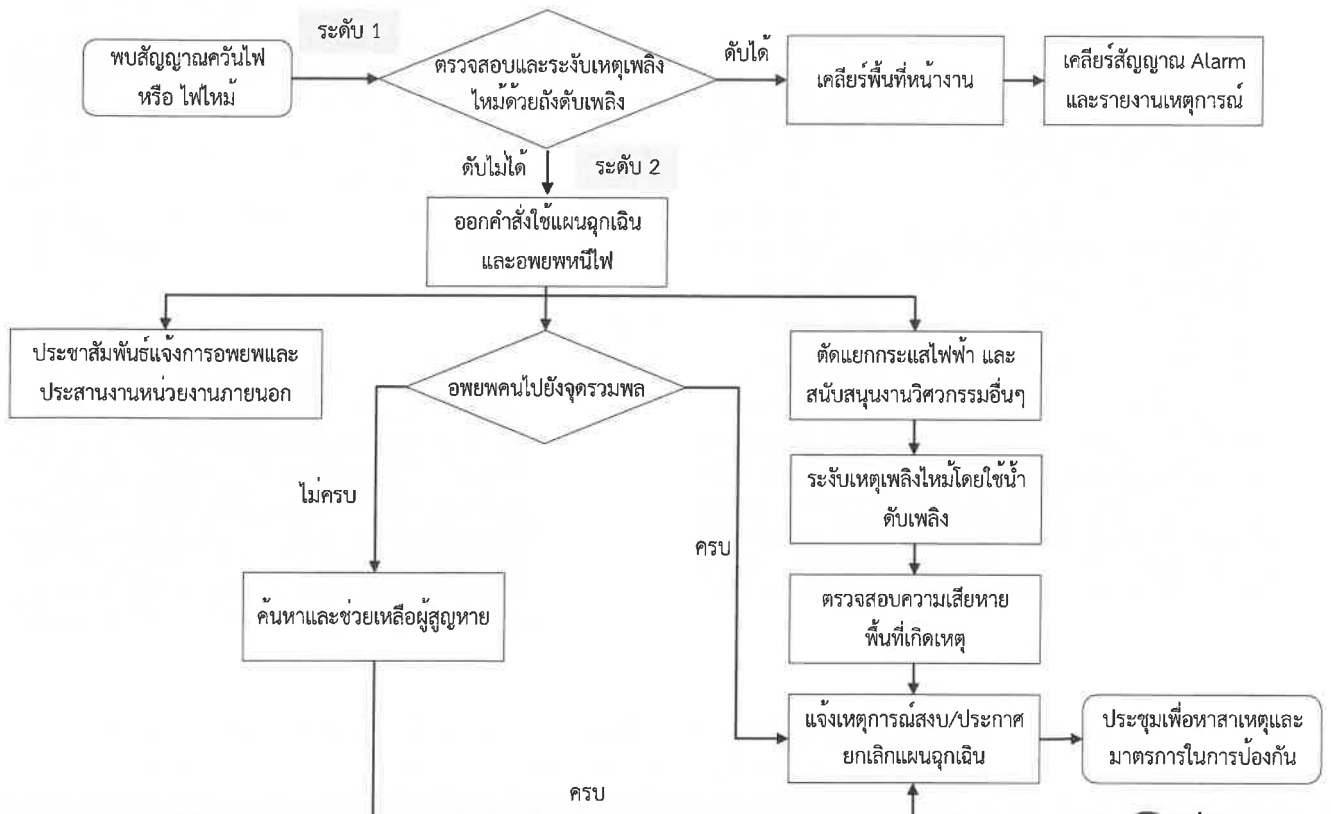 ระดับ 1
พบสัญญาณควันไฟ
หรือ ไฟไหม้
ตรวจสอบและระงับเหตุเพลิง
ไหม้ด้วยถังดับเพลิง
ดับได้
เคลียร์พื้นที่หน้างาน
เคลียร์สัญญาณ Alarm
และรายงานเหตุการณ์
ดับไม่ได้
ระดับ 2
ออกคำสั่งใช้แผนฉุกเฉิน
และอพยพหนีไฟ
ประชาสัมพันธ์แจ้งการอพยพและ
ประสานงานหน่วยงานภายนอก
อพยพคนไปยังจุดรวมพล
ตัดแยกกระแสไฟฟ้า และ
สนับสนุนงานวิศวกรรมอื่นๆ
ไม่ครบ
ครบ
ระงับเหตุเพลิงไหม้โดยใช้น้ำ
ดับเพลิง
ค้นหาและช่วยเหลือผู้สูญหาย
ตรวจสอบความเสียหาย
พื้นที่เกิดเหตุ
แจ้งเหตุการณ์สงบ/ประกาศ
ยกเลิกแผนฉุกเฉิน
ประชุมเพื่อหาสาเหตุและ
มาตรการในการป้องกัน
ครบ